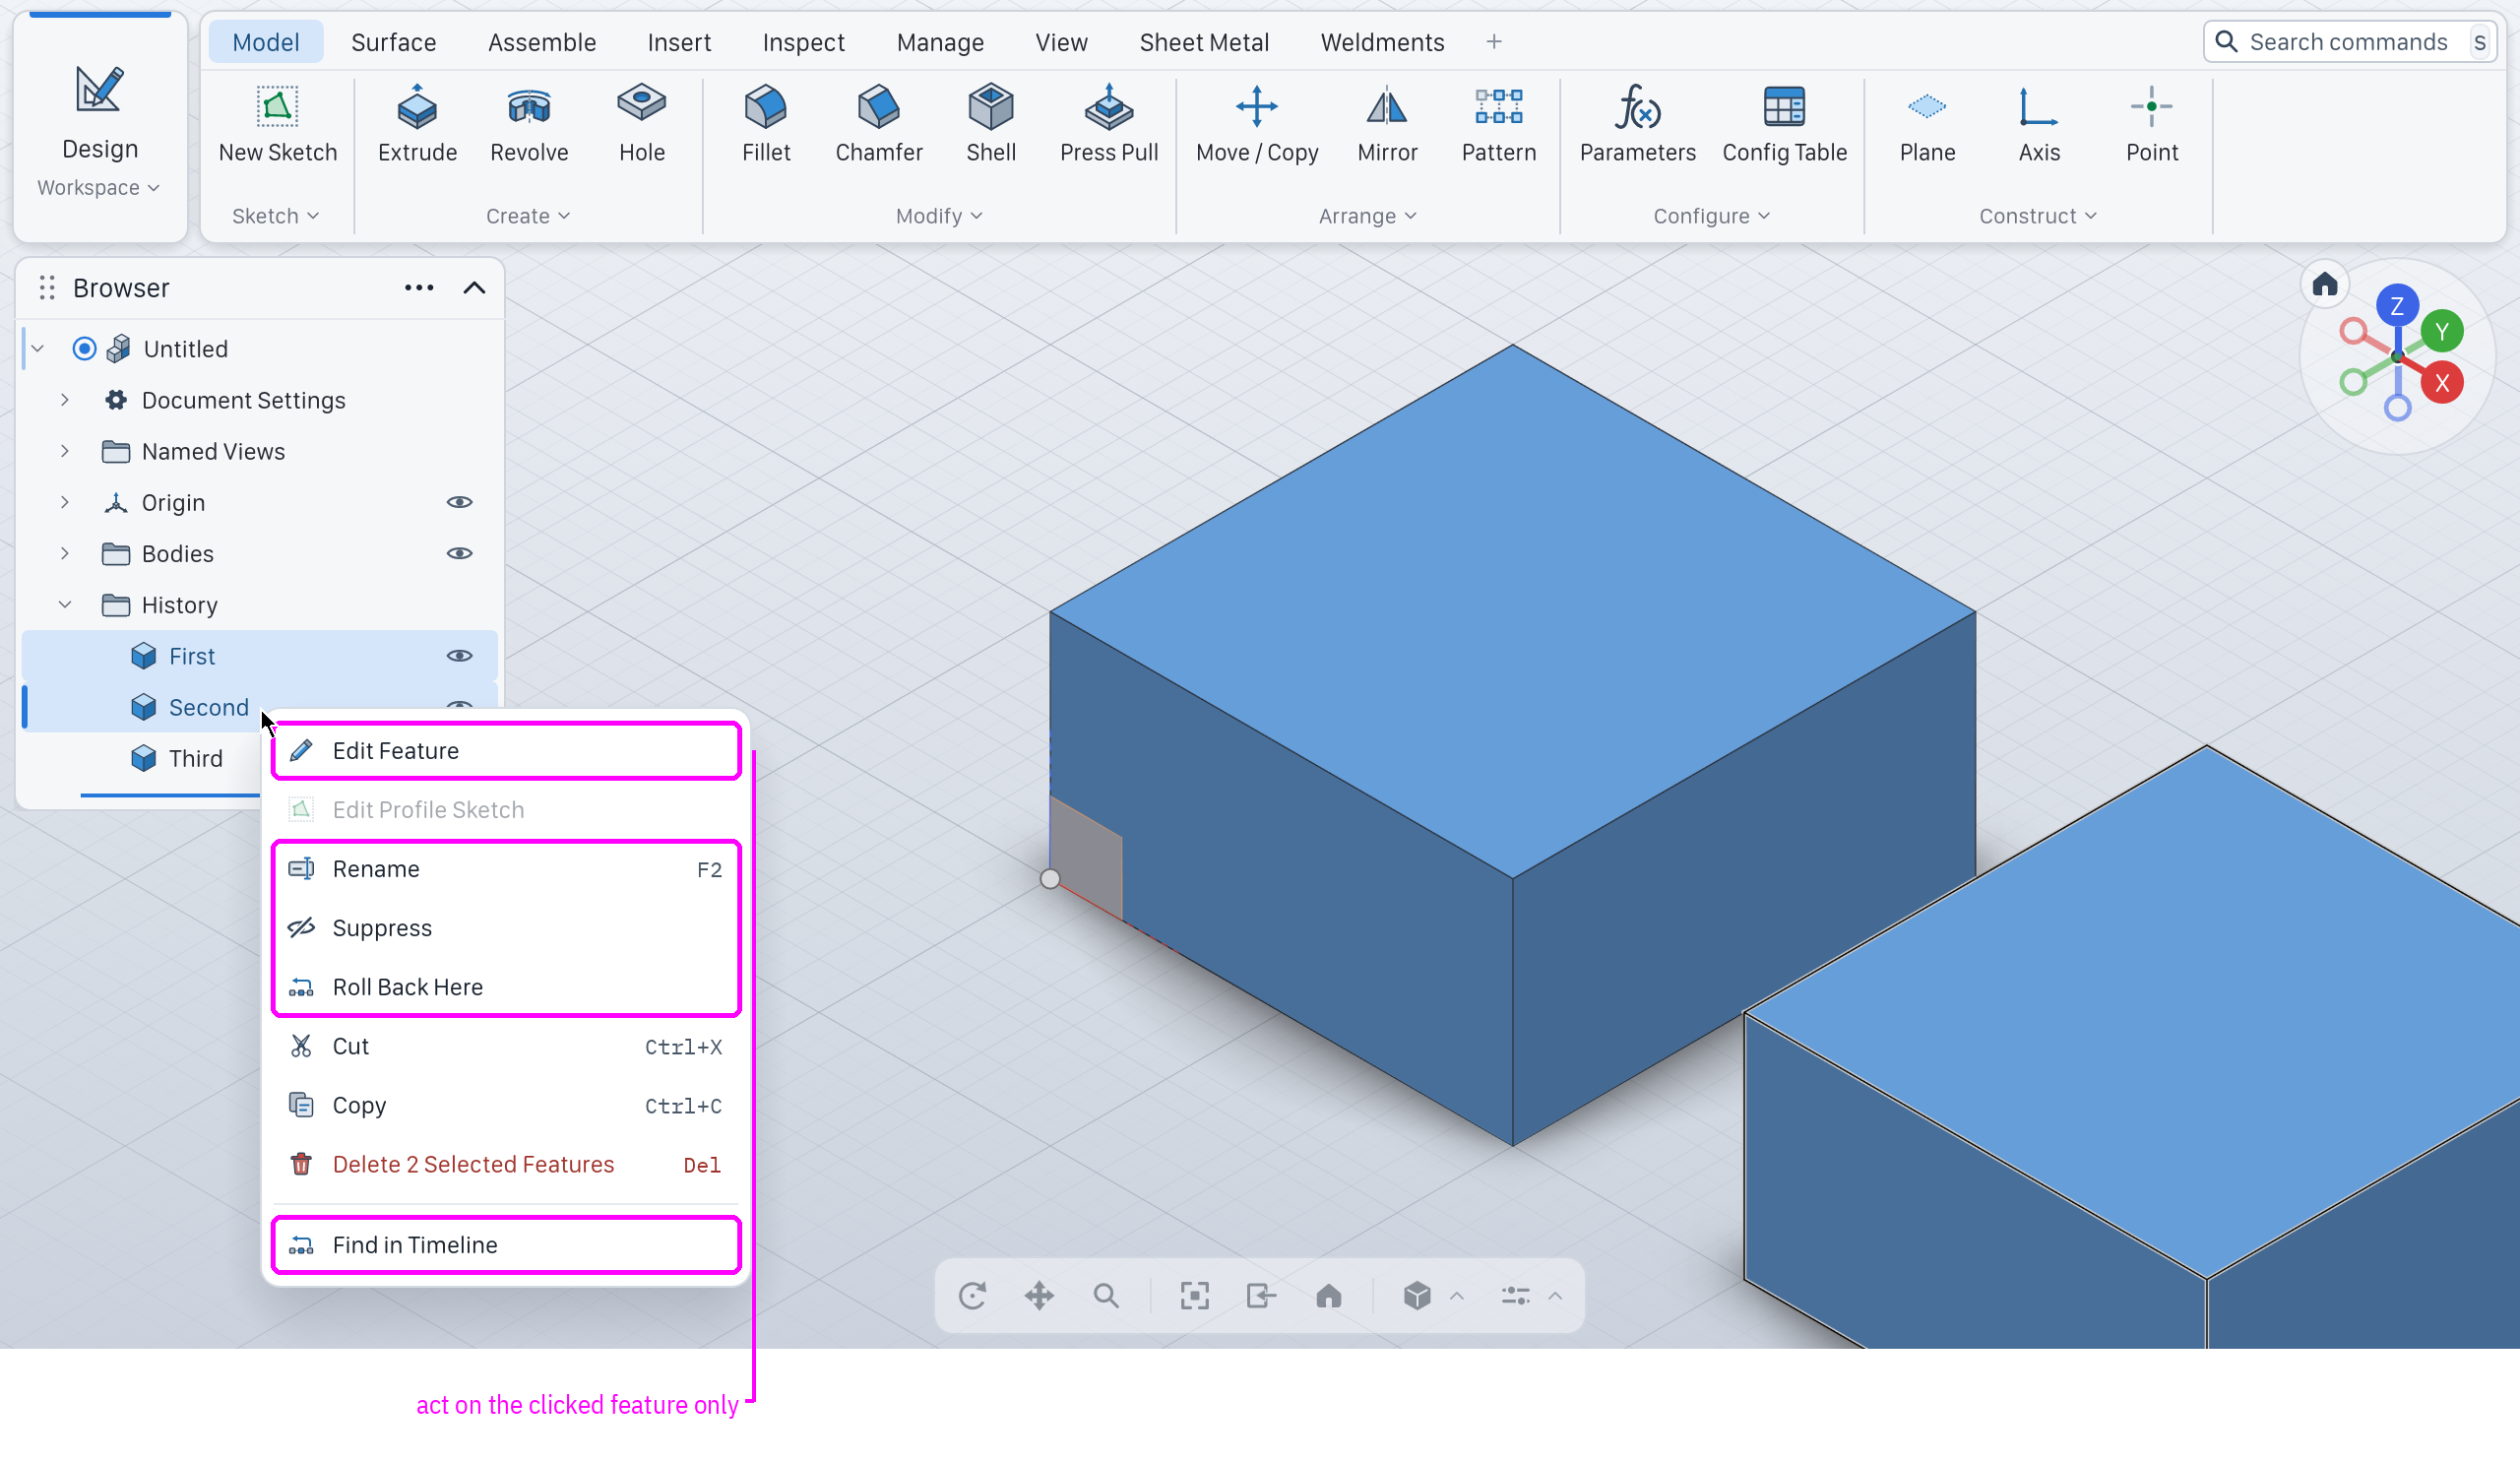 Design
Workspace
Model Surface Assemble Insert Inspect Manage View Sheet Metal Weldments +
Search commands S
New Sketch Extrude Revolve Hole Fillet Chamfer Shell Press Pull Move / Copy Mirror Pattern Parameters Config Table Plane Axis Point
Sketch Create Modify Arrange Configure Construct
Browser
Untitled
Document Settings
Named Views
Origin
Bodies
History
First
Second
Third
Edit Feature
Edit Profile Sketch
Rename F2
Suppress
Roll Back Here
Cut Ctrl+X
Copy Ctrl+C
Delete 2 Selected Features Del
Find in Timeline
act on the clicked feature only
Z
Y
X